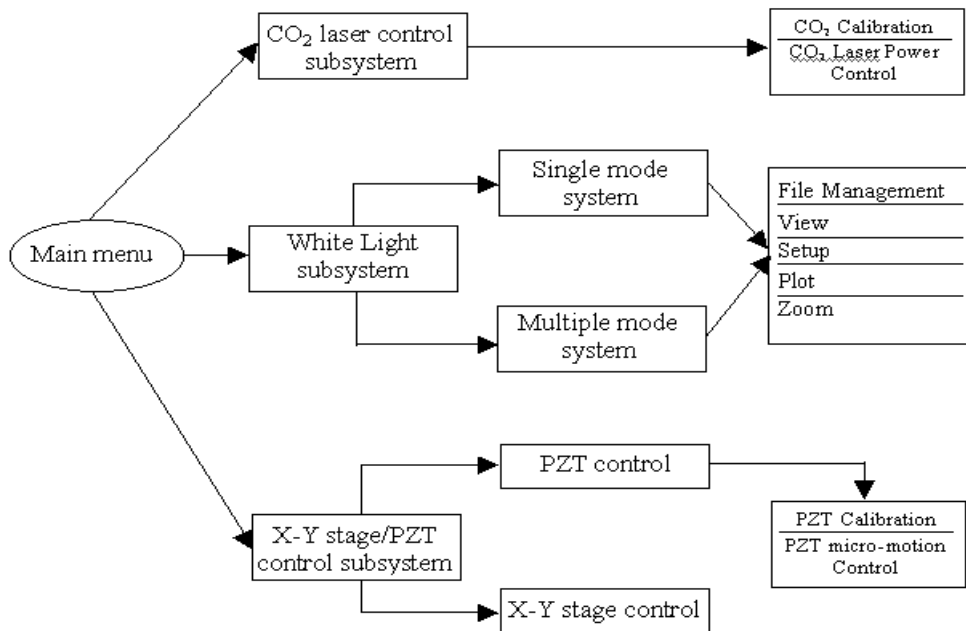 CO₂ laser control
subsystem
CO₂ Calibration
CO₂ Laser Power
Control
Single mode
system
File Management
View
Setup
Plot
Zoom
Main menu
White Light
subsystem
Multiple mode
system
PZT control
X-Y stage/PZT
control subsystem
PZT Calibration
PZT micro-motion
Control
X-Y stage control